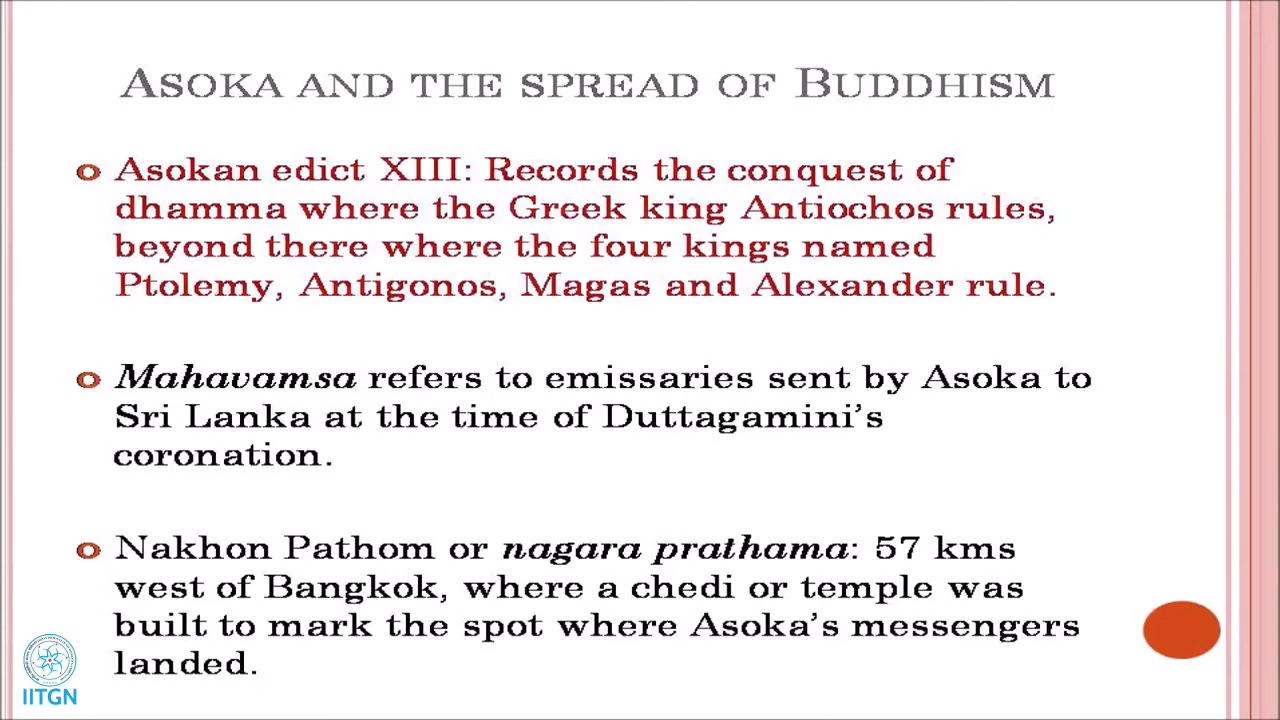 ASOKA AND THE SPREAD OF BUDDHISM
Asokan edict XIII: Records the conquest of
dhamma where the Greek king Antiochos rules,
beyond there where the four kings named
Ptolemy, Antigonos, Magas and Alexander rule.
Mahavamsa refers to emissaries sent by Asoka to
Sri Lanka at the time of Duttagamini's
coronation.
Nakhon Pathom or nagara prathama: 57 kms
west of Bangkok, where a chedi or temple was
built to mark the spot where Asoka's messengers
landed.
IITGN